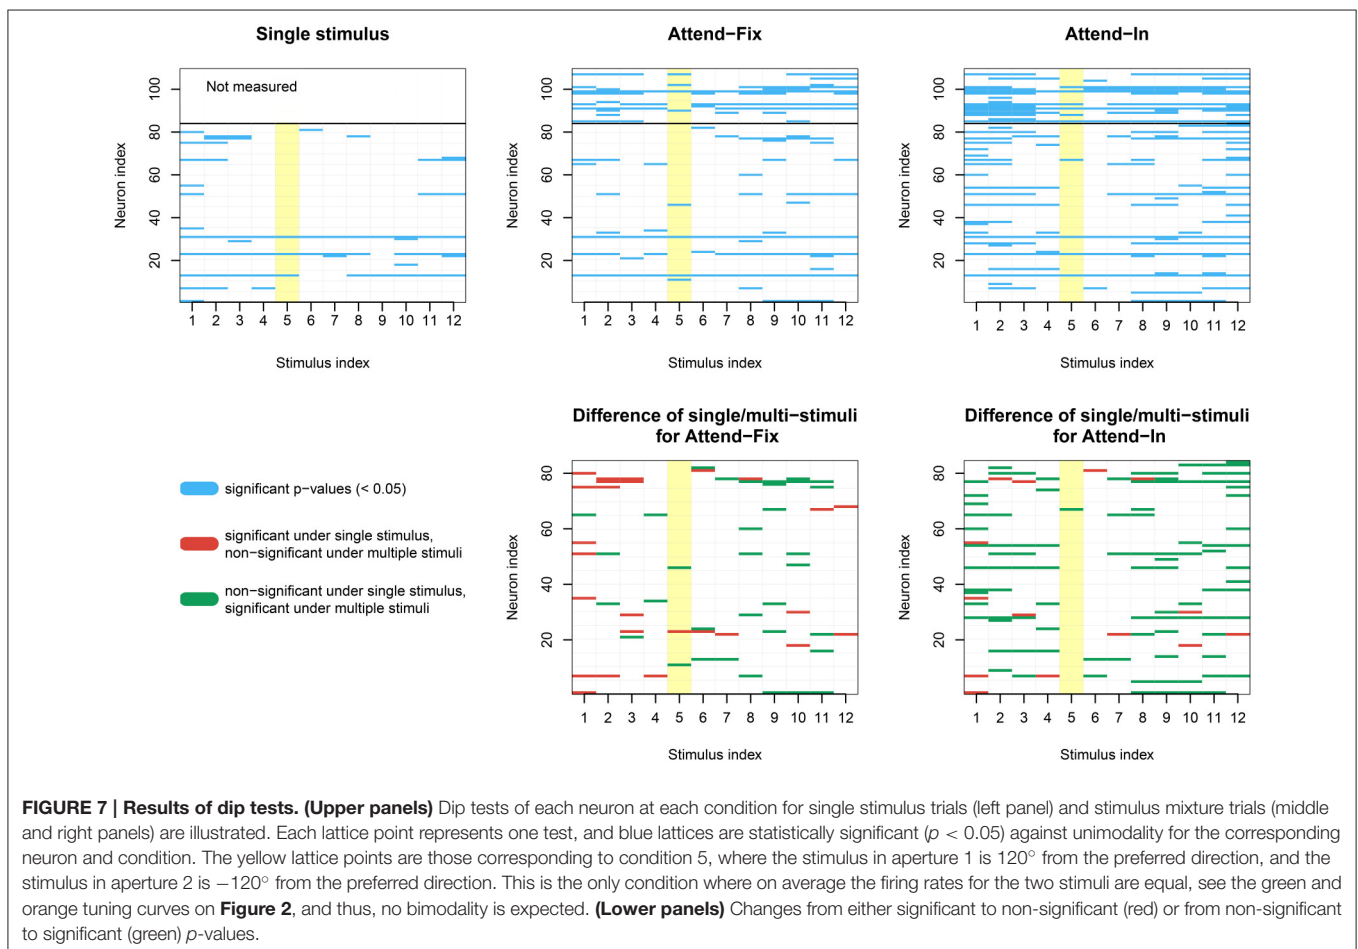 Single stimulus
Attend−Fix
Attend−In
Not measured
Neuron index
20
40
60
80
100
1 2 3 4 5 6 7 8 9 10 11 12
Stimulus index
Neuron index
20
40
60
80
100
1 2 3 4 5 6 7 8 9 10 11 12
Stimulus index
Neuron index
20
40
60
80
100
1 2 3 4 5 6 7 8 9 10 11 12
Stimulus index
significant p−values (< 0.05)
significant under single stimulus,
non−significant under multiple stimuli
non−significant under single stimulus,
significant under multiple stimuli
Difference of single/multi−stimuli
for Attend−Fix
Neuron index
20
40
60
80
1 2 3 4 5 6 7 8 9 10 11 12
Stimulus index
Difference of single/multi−stimuli
for Attend−In
Neuron index
20
40
60
80
1 2 3 4 5 6 7 8 9 10 11 12
Stimulus index
FIGURE 7 | Results of dip tests. (Upper panels) Dip tests of each neuron at each condition for single stimulus trials (left panel) and stimulus mixture trials (middle
and right panels) are illustrated. Each lattice point represents one test, and blue lattices are statistically significant (p < 0.05) against unimodality for the corresponding
neuron and condition. The yellow lattice points are those corresponding to condition 5, where the stimulus in aperture 1 is 120° from the preferred direction, and the
stimulus in aperture 2 is −120° from the preferred direction. This is the only condition where on average the firing rates for the two stimuli are equal, see the green and
orange tuning curves on Figure 2, and thus, no bimodality is expected. (Lower panels) Changes from either significant to non-significant (red) or from non-significant
to significant (green) p-values.